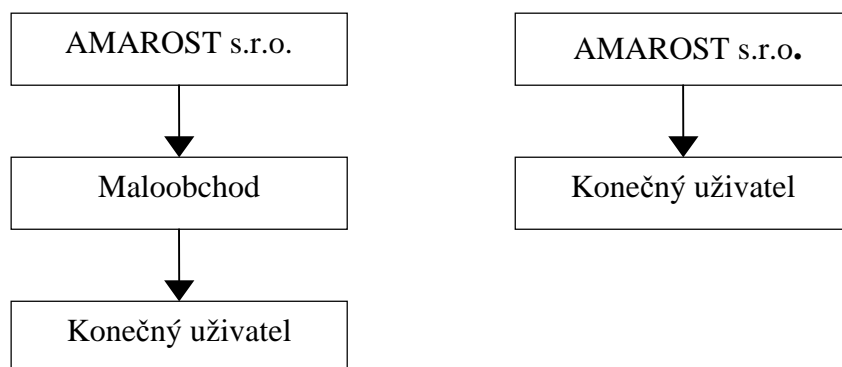 AMAROST s.r.o.
Maloobchod
Konečný uživatel
AMAROST s.r.o.
Konečný uživatel